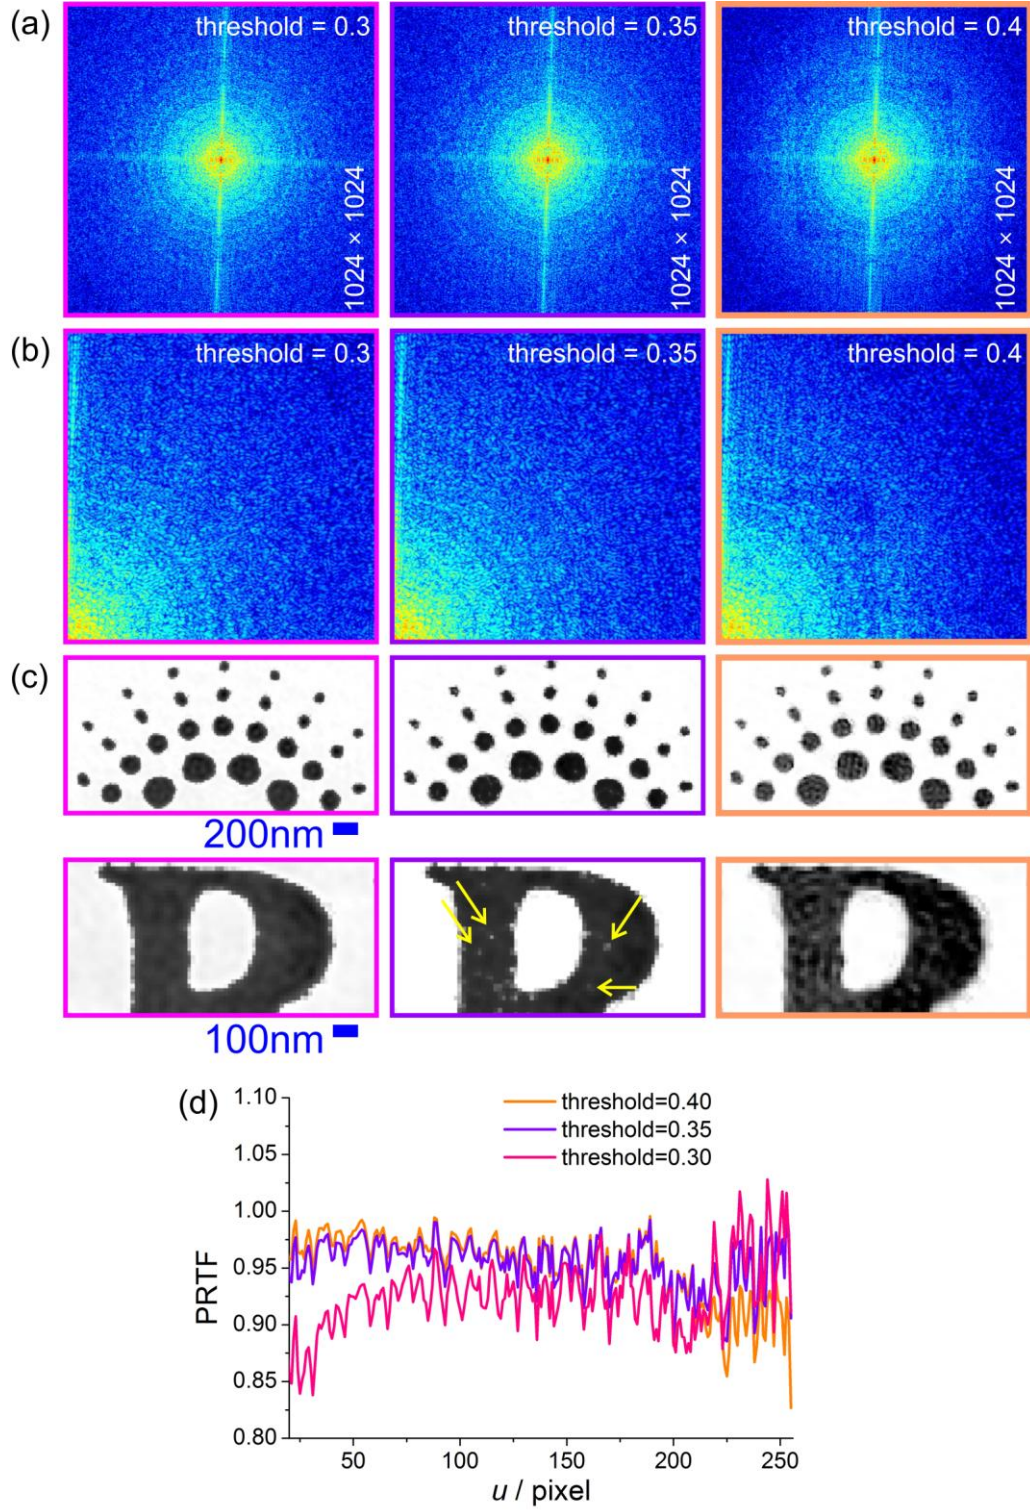 (a)
threshold = 0.3
threshold = 0.35
threshold = 0.4
1024 × 1024
1024 × 1024
1024 × 1024
(b)
threshold = 0.3
threshold = 0.35
threshold = 0.4
(c)
200nm
100nm
(d)
threshold=0.40
threshold=0.35
threshold=0.30
1.10
1.05
1.00
0.95
0.90
0.85
0.80
PRTF
50
100
150
200
250
u / pixel